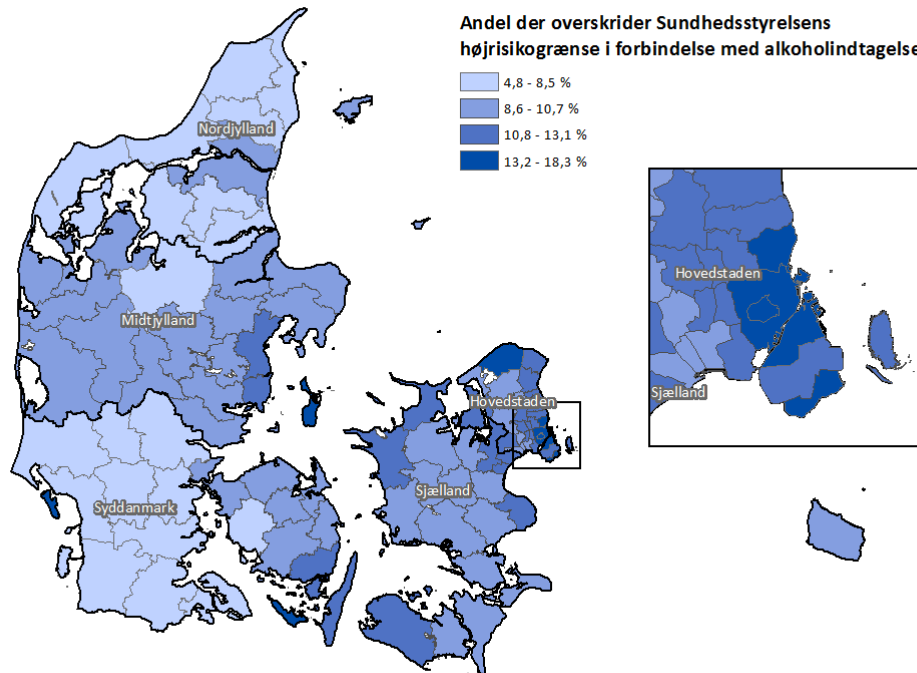 Andel der overskrider Sundhedsstyrelsens
højrisikogrænse i forbindelse med alkoholindtagelse
4,8 - 8,5 %
8,6 - 10,7 %
10,8 - 13,1 %
13,2 - 18,3 %
Nordjylland
Hovedstaden
Midtjylland
Sjælland
Hovedstaden
Sjælland
Syddanmark